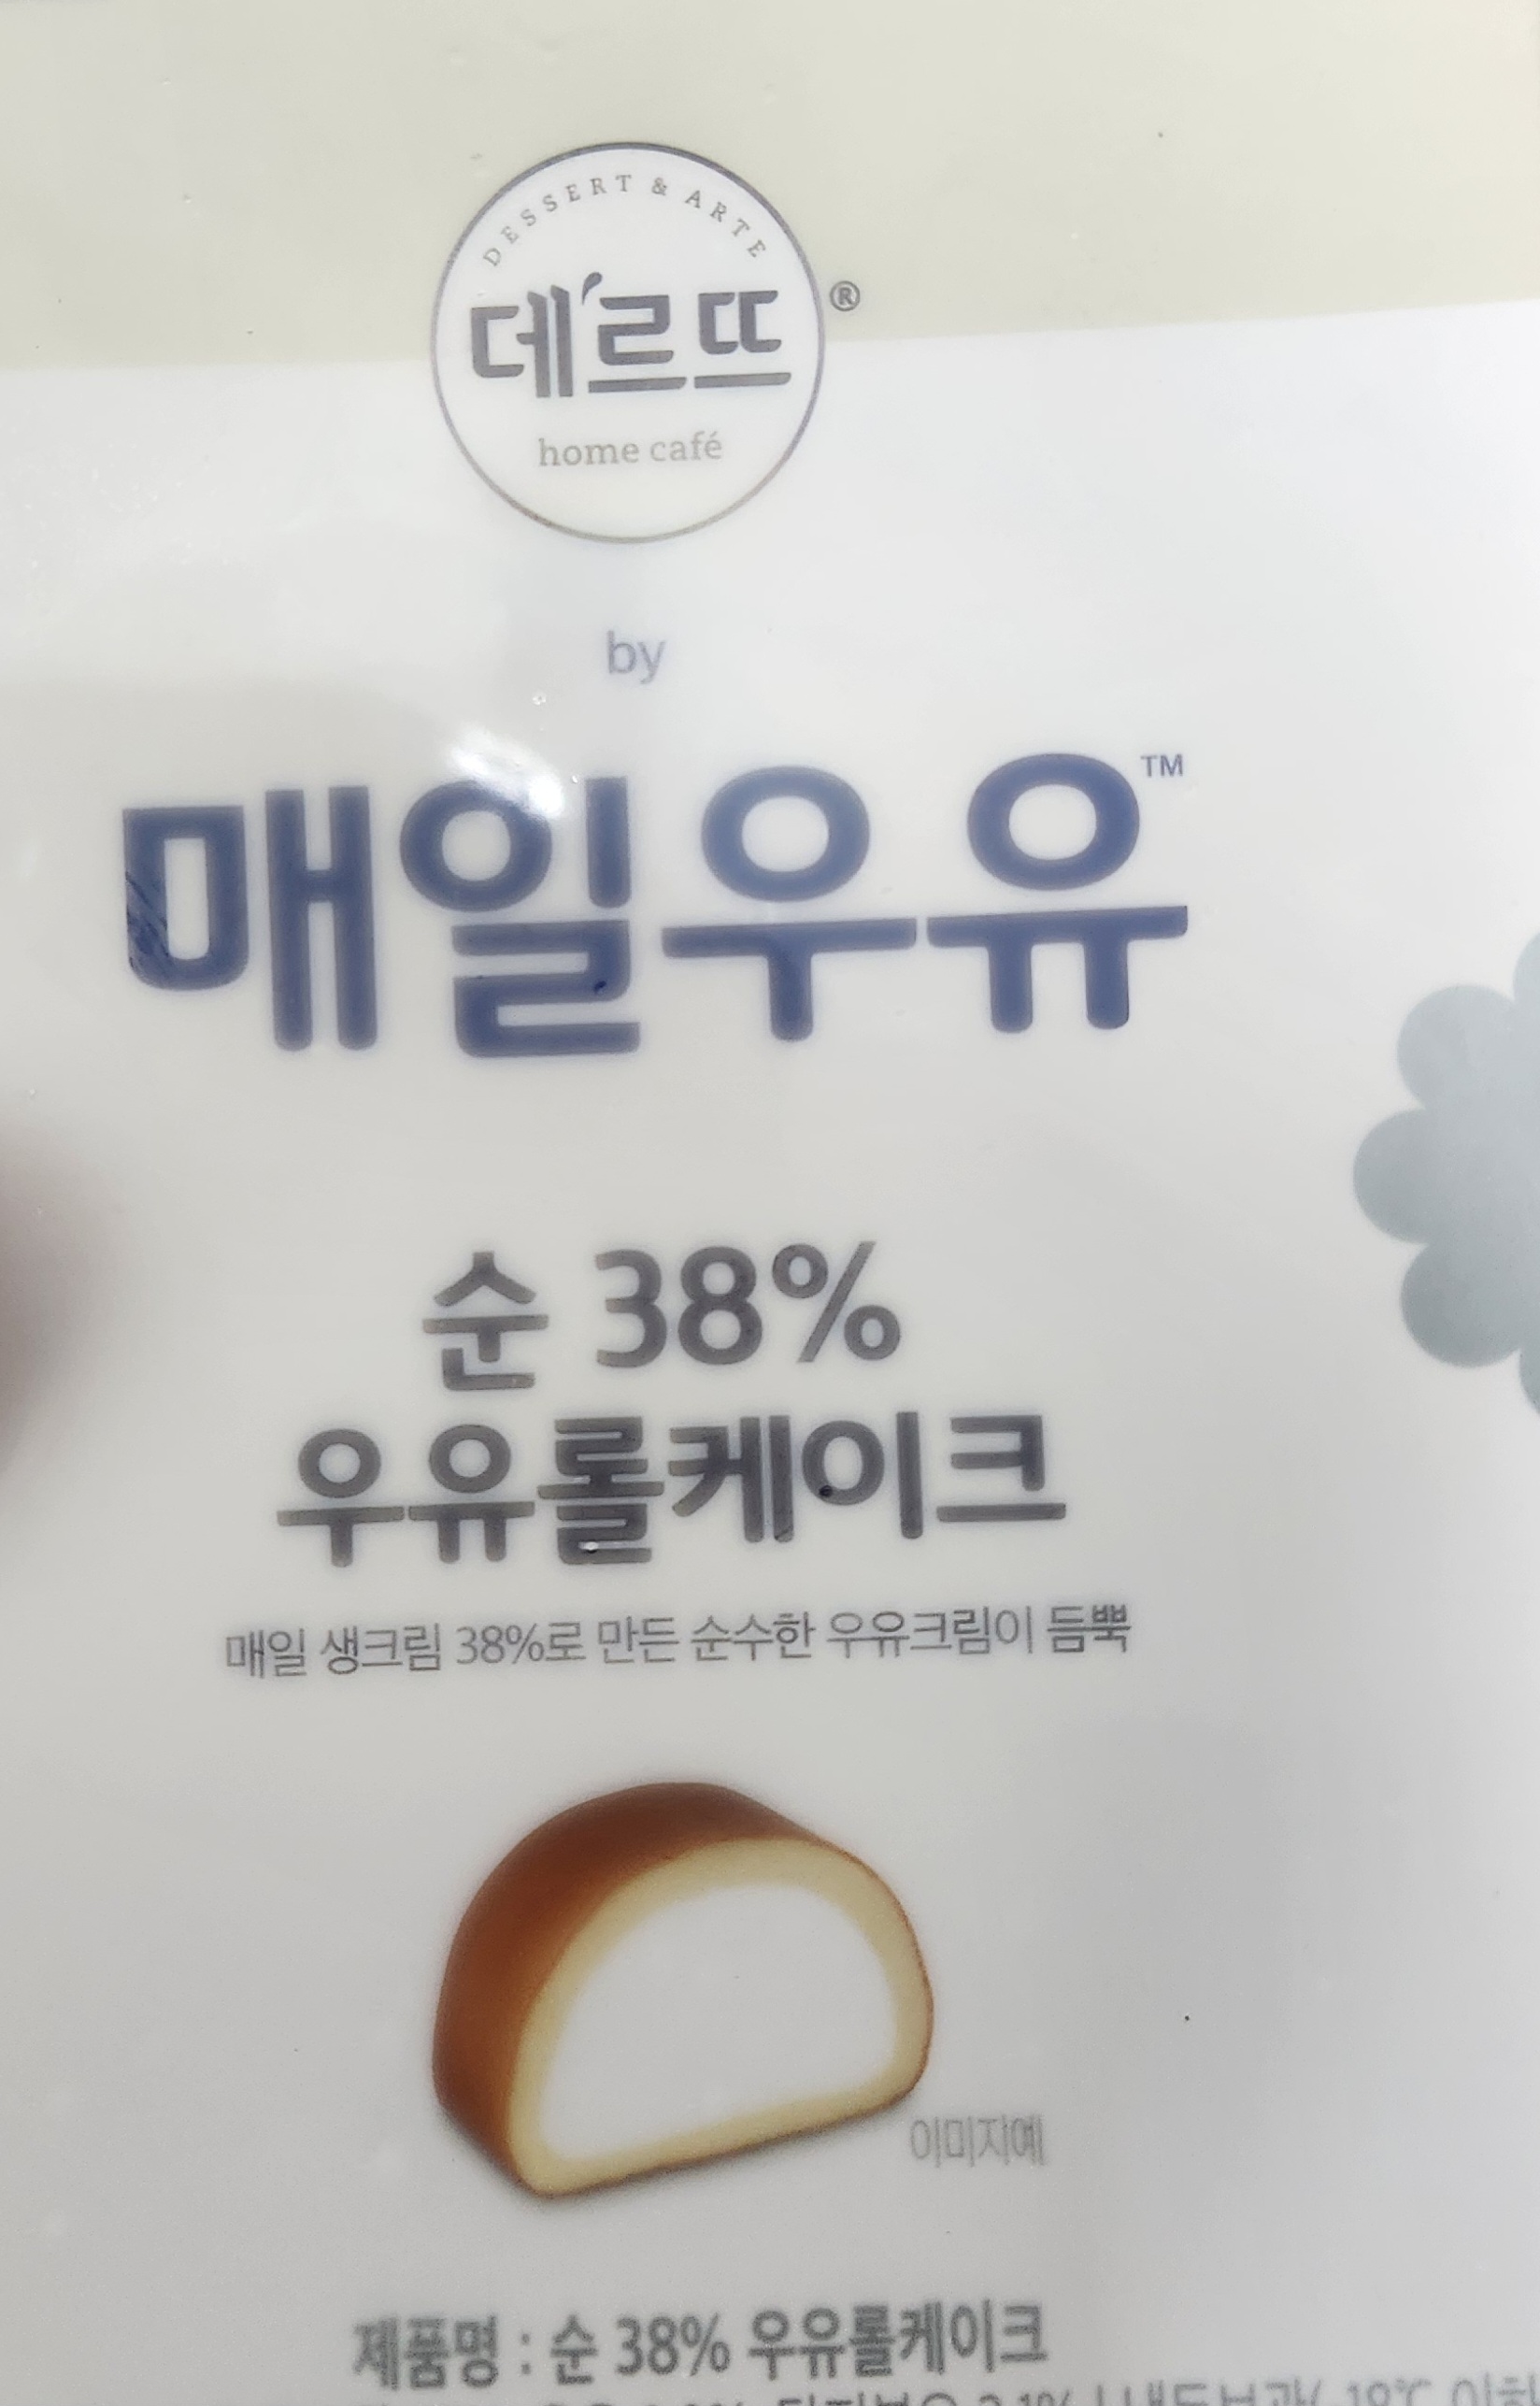 DESSERT & ARTE
데르뜨®
home café
by
매일우유™
순 38%
우유롤케이크
매일 생크림 38%로 만든 순수한 우유크림이 듬뿍
이미지예
제품명 : 순 38% 우유롤케이크